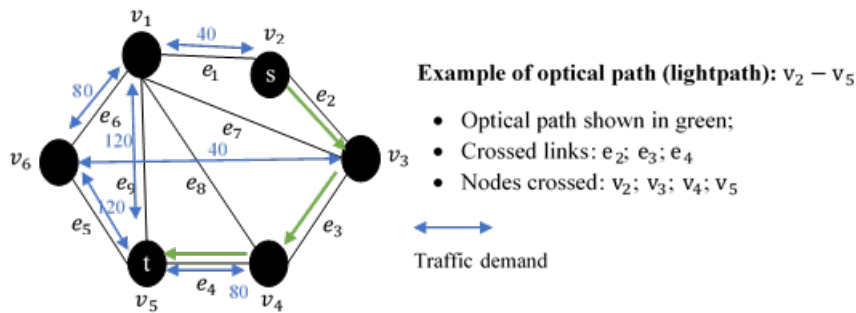 v₁
40
v₂
e₁
s
80
e₂
e₆
120
e₇
v₆
40
v₃
e₉
e₈
120
e₅
e₃
t
e₄
v₅
80
v₄
Example of optical path (lightpath): v₂ – v₅
• Optical path shown in green;
• Crossed links: e₂; e₃; e₄
• Nodes crossed: v₂; v₃; v₄; v₅
Traffic demand